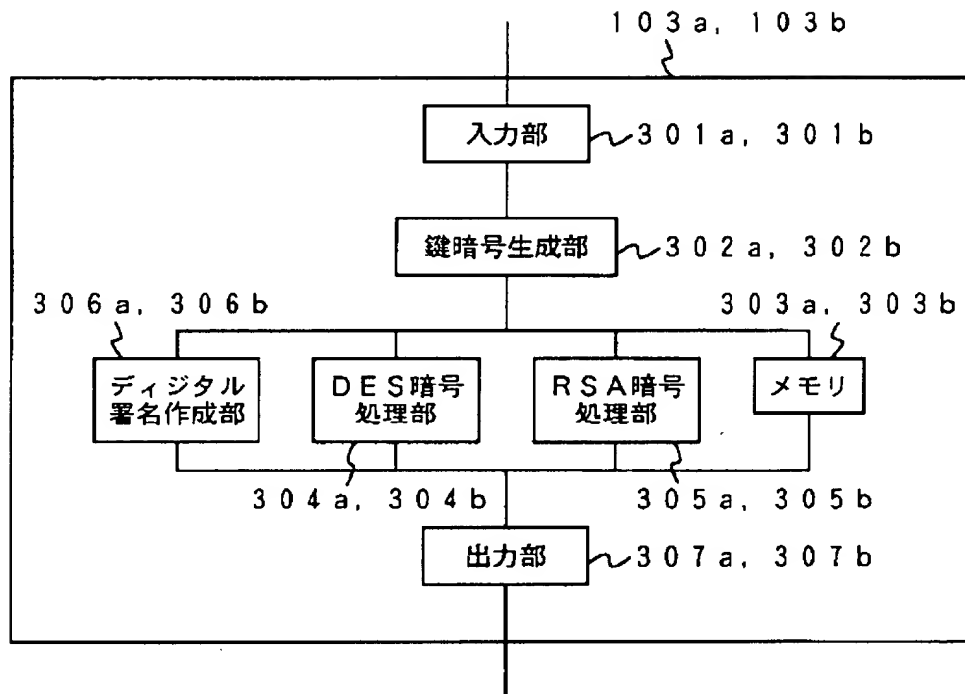 １０３ａ，１０３ｂ
入力部
３０１ａ，３０１ｂ
鍵暗号生成部
３０２ａ，３０２ｂ
３０６ａ，３０６ｂ
３０３ａ，３０３ｂ
ディジタル
署名作成部
ＤＥＳ暗号
処理部
ＲＳＡ暗号
処理部
メモリ
３０４ａ，３０４ｂ
３０５ａ，３０５ｂ
出力部
３０７ａ，３０７ｂ